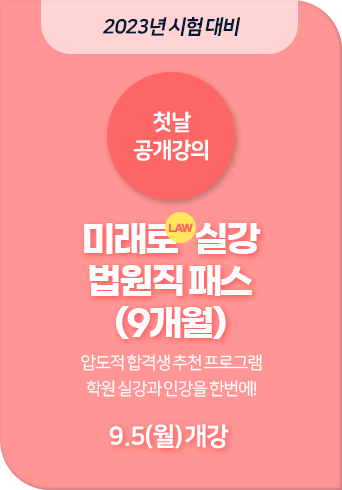 2023년 시험 대비
첫날
공개강의
미래로 LAW 실강
법원직 패스
(9개월)
압도적 합격생 추천 프로그램
학원 실강과 인강을 한번에!
9.5(월) 개강